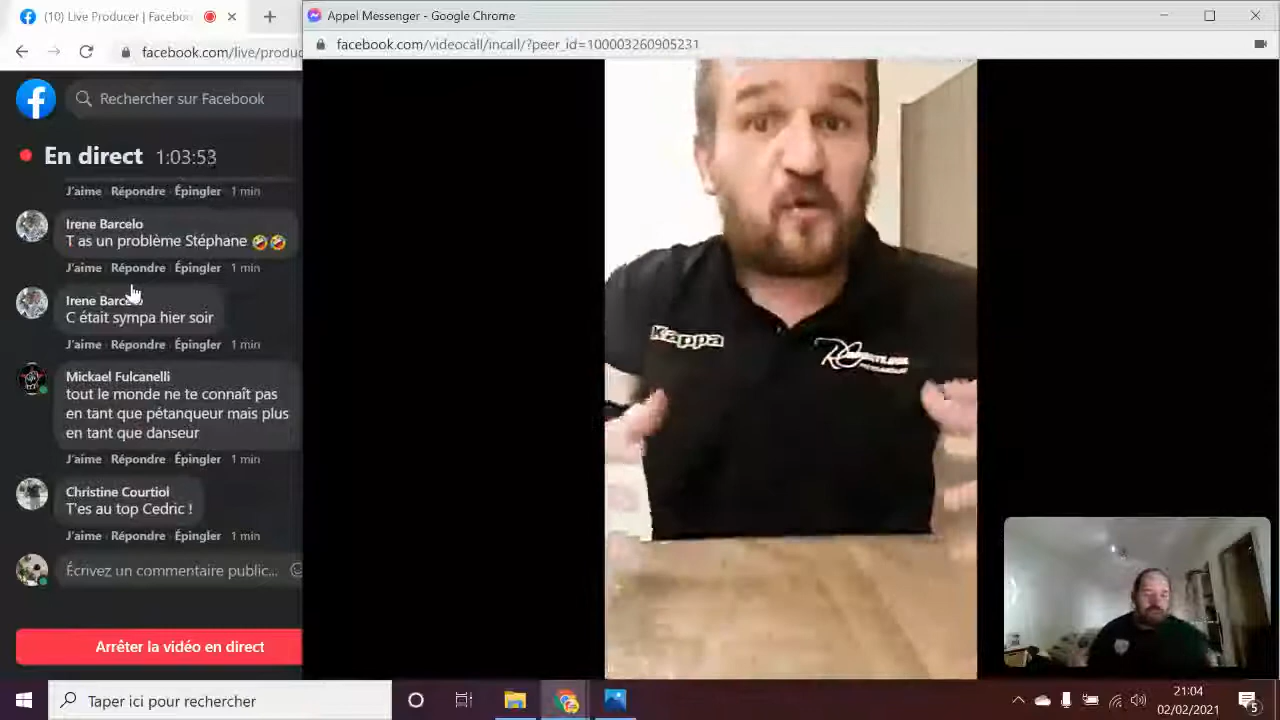 (10) Live Producer | Facebook
Appel Messenger - Google Chrome
facebook.com/live/produc
facebook.com/videocall/incall/?peer_id=100003260905231
Rechercher sur Facebook
En direct 1:03:53
J'aime · Répondre · Épingler · 1 min
Irene Barcelo
T as un problème Stéphane 🤣🤣
J'aime · Répondre · Épingler · 1 min
Irene Barcelo
C était sympa hier soir
J'aime · Répondre · Épingler · 1 min
Mickael Fulcanelli
tout le monde ne te connaît pas
en tant que pétanqueur mais plus
en tant que danseur
J'aime · Répondre · Épingler · 1 min
Christine Courtiol
T'es au top Cedric !
J'aime · Répondre · Épingler · 1 min
Écrivez un commentaire public...
Arrêter la vidéo en direct
Kappa
Taper ici pour rechercher
21:04
02/02/2021
5